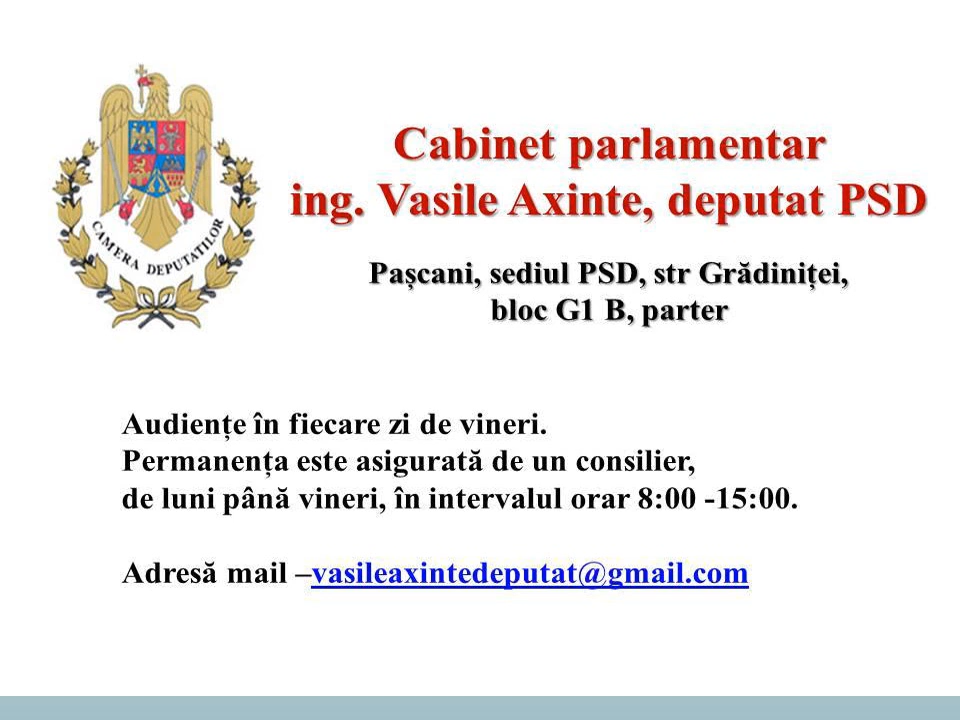 CAMERA DEPUTATILOR
Cabinet parlamentar
ing. Vasile Axinte, deputat PSD
Pașcani, sediul PSD, str Grădiniței,
bloc G1 B, parter
Audiențe în fiecare zi de vineri.
Permanența este asigurată de un consilier,
de luni până vineri, în intervalul orar 8:00 -15:00.
Adresă mail –vasileaxintedeputat@gmail.com